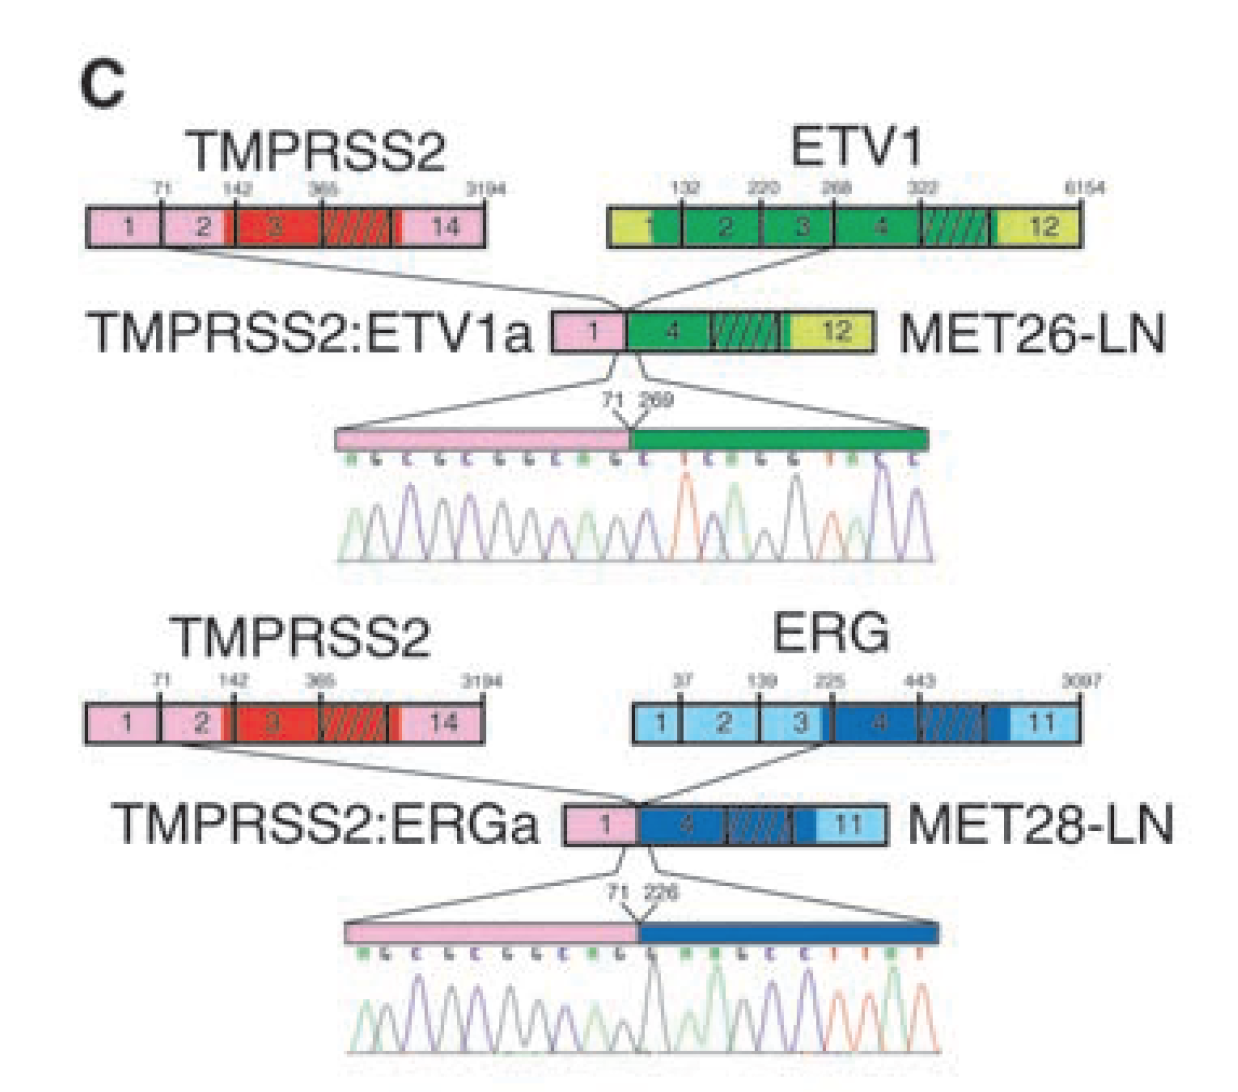 C
TMPRSS2 ETV1
71 142 365 3194 132 220 268 322 6154
1 2 3 14 1 2 3 4 12
TMPRSS2:ETV1a 1 4 12 MET26-LN
71 269
A G C G C G G C A G G C T C A G G T A C C
TMPRSS2 ERG
71 142 365 3194 37 139 225 443 3097
1 2 3 14 1 2 3 4 11
TMPRSS2:ERGa 1 4 11 MET28-LN
71 226
A G C G C G G C A G G A A G C C T T A T